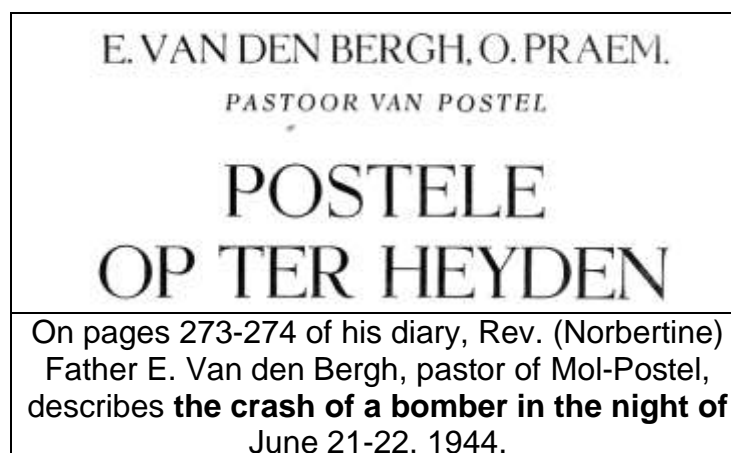 E. VAN DEN BERGH, O. PRAEM.
PASTOOR VAN POSTEL
POSTELE
OP TER HEYDEN
On pages 273-274 of his diary, Rev. (Norbertine)
Father E. Van den Bergh, pastor of Mol-Postel,
describes the crash of a bomber in the night of
June 21-22, 1944.